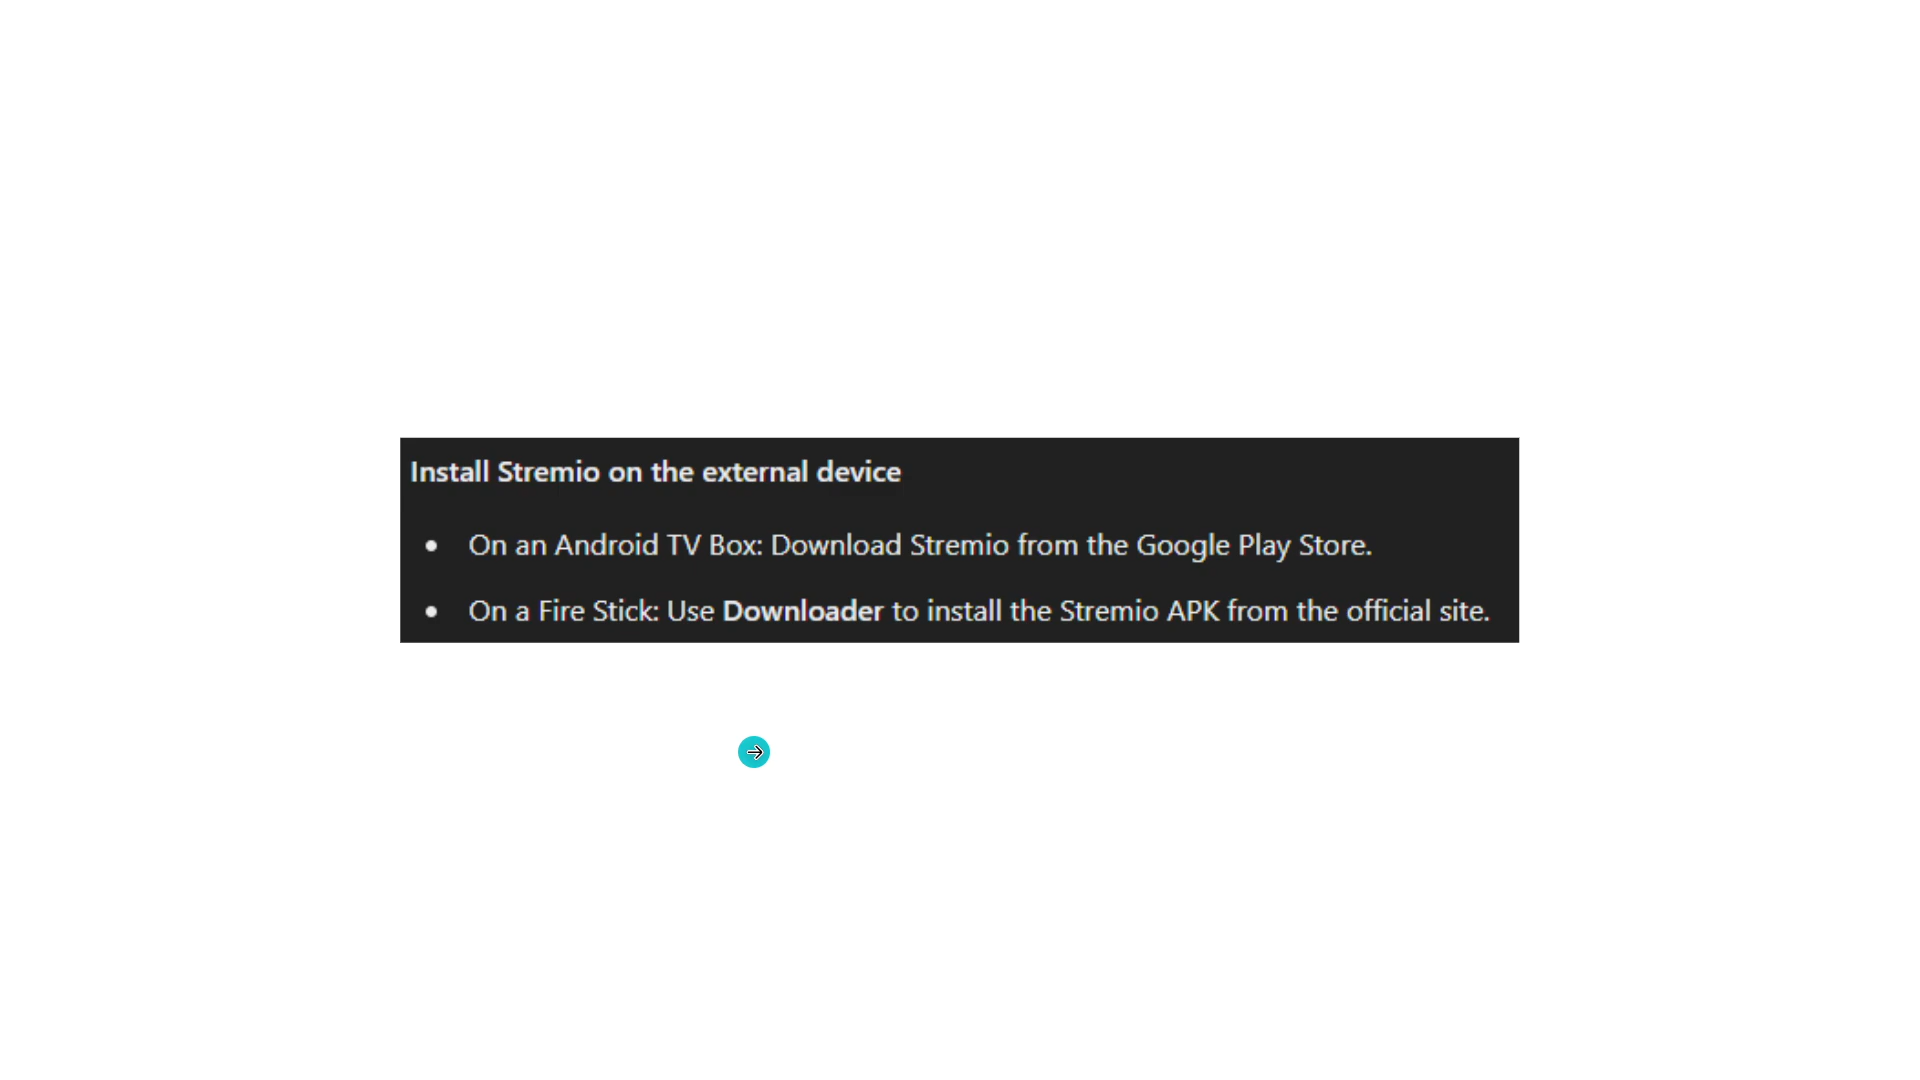 Install Stremio on the external device
• On an Android TV Box: Download Stremio from the Google Play Store.
• On a Fire Stick: Use Downloader to install the Stremio APK from the official site.